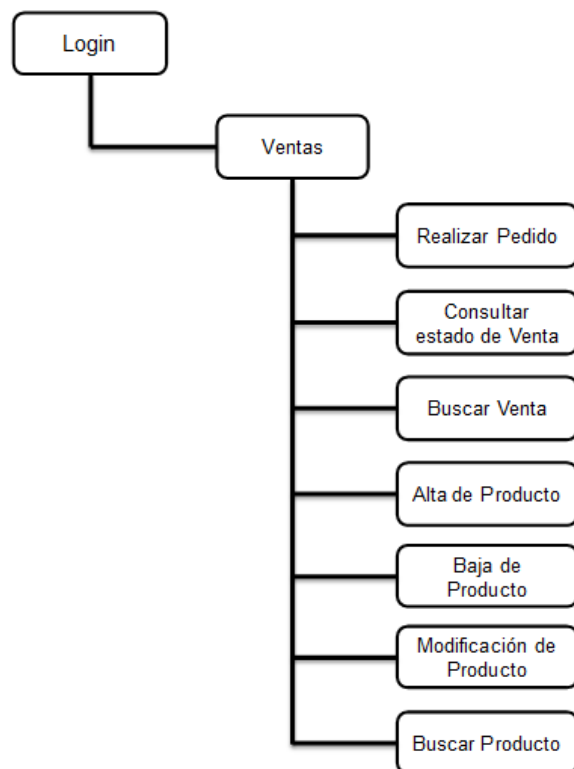 Login
Ventas
Realizar Pedido
Consultar
estado de Venta
Buscar Venta
Alta de Producto
Baja de
Producto
Modificación de
Producto
Buscar Producto